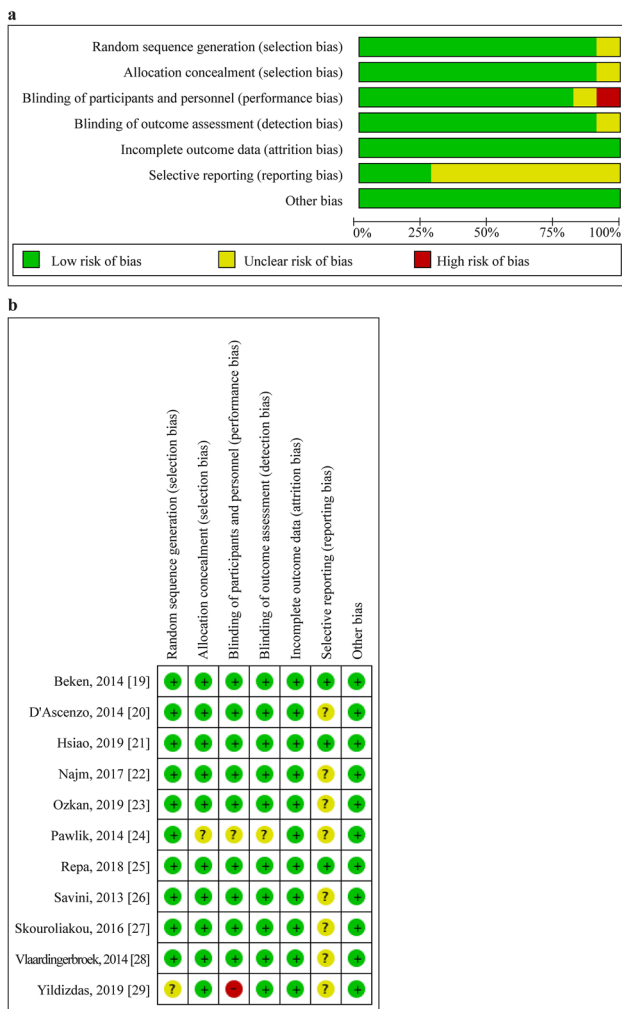 a
Random sequence generation (selection bias)
Allocation concealment (selection bias)
Blinding of participants and personnel (performance bias)
Blinding of outcome assessment (detection bias)
Incomplete outcome data (attrition bias)
Selective reporting (reporting bias)
Other bias
0% 25% 50% 75% 100%
Low risk of bias Unclear risk of bias High risk of bias
b
Random sequence generation (selection bias)
Allocation concealment (selection bias)
Blinding of participants and personnel (performance bias)
Blinding of outcome assessment (detection bias)
Incomplete outcome data (attrition bias)
Selective reporting (reporting bias)
Other bias
Beken, 2014 [19] + + + + + + +
D'Ascenzo, 2014 [20] + + + + + ? +
Hsiao, 2019 [21] + + + + + + +
Najm, 2017 [22] + + + + + ? +
Ozkan, 2019 [23] + + + + + ? +
Pawlik, 2014 [24] + ? ? ? + ? +
Repa, 2018 [25] + + + + + + +
Savini, 2013 [26] + + + + + ? +
Skouroliakou, 2016 [27] + + + + + ? +
Vlaardingerbroek, 2014 [28] + + + + + ? +
Yildizdas, 2019 [29] ? + - + + ? +